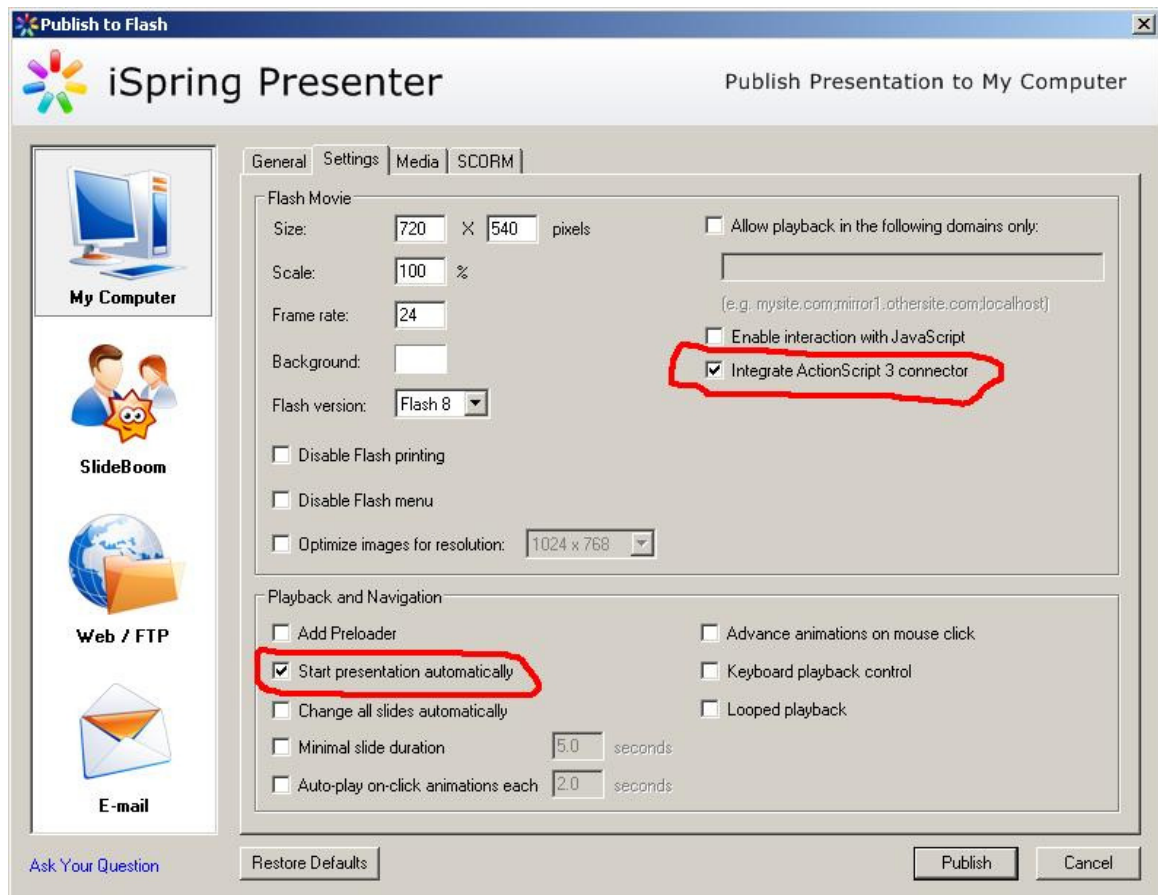 Publish to Flash
iSpring Presenter
Publish Presentation to My Computer
General Settings Media SCORM
My Computer
SlideBoom
Web / FTP
E-mail
Flash Movie
Size: 720 X 540 pixels
Scale: 100 %
Frame rate: 24
Background:
Flash version: Flash 8
Disable Flash printing
Disable Flash menu
Optimize images for resolution: 1024 x 768
Allow playback in the following domains only:
(e.g. mysite.com;mirror1.othersite.com;localhost)
Enable interaction with JavaScript
Integrate ActionScript 3 connector
Playback and Navigation
Add Preloader
Start presentation automatically
Change all slides automatically
Minimal slide duration 5.0 seconds
Auto-play on-click animations each 2.0 seconds
Advance animations on mouse click
Keyboard playback control
Looped playback
Ask Your Question
Restore Defaults
Publish
Cancel